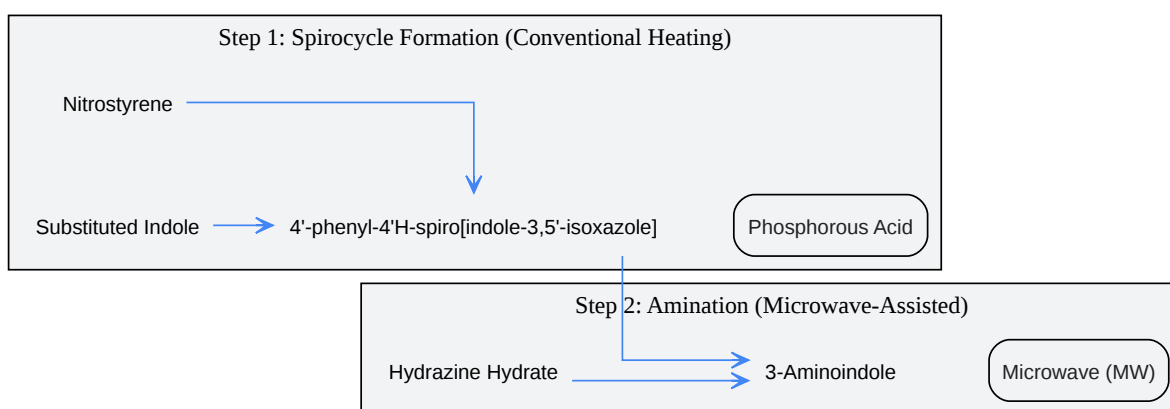 Step 1: Spirocycle Formation (Conventional Heating)
Nitrostyrene
Substituted Indole
4'-phenyl-4'H-spiro[indole-3,5'-isoxazole]
Phosphorous Acid
Step 2: Amination (Microwave-Assisted)
Hydrazine Hydrate
3-Aminoindole
Microwave (MW)